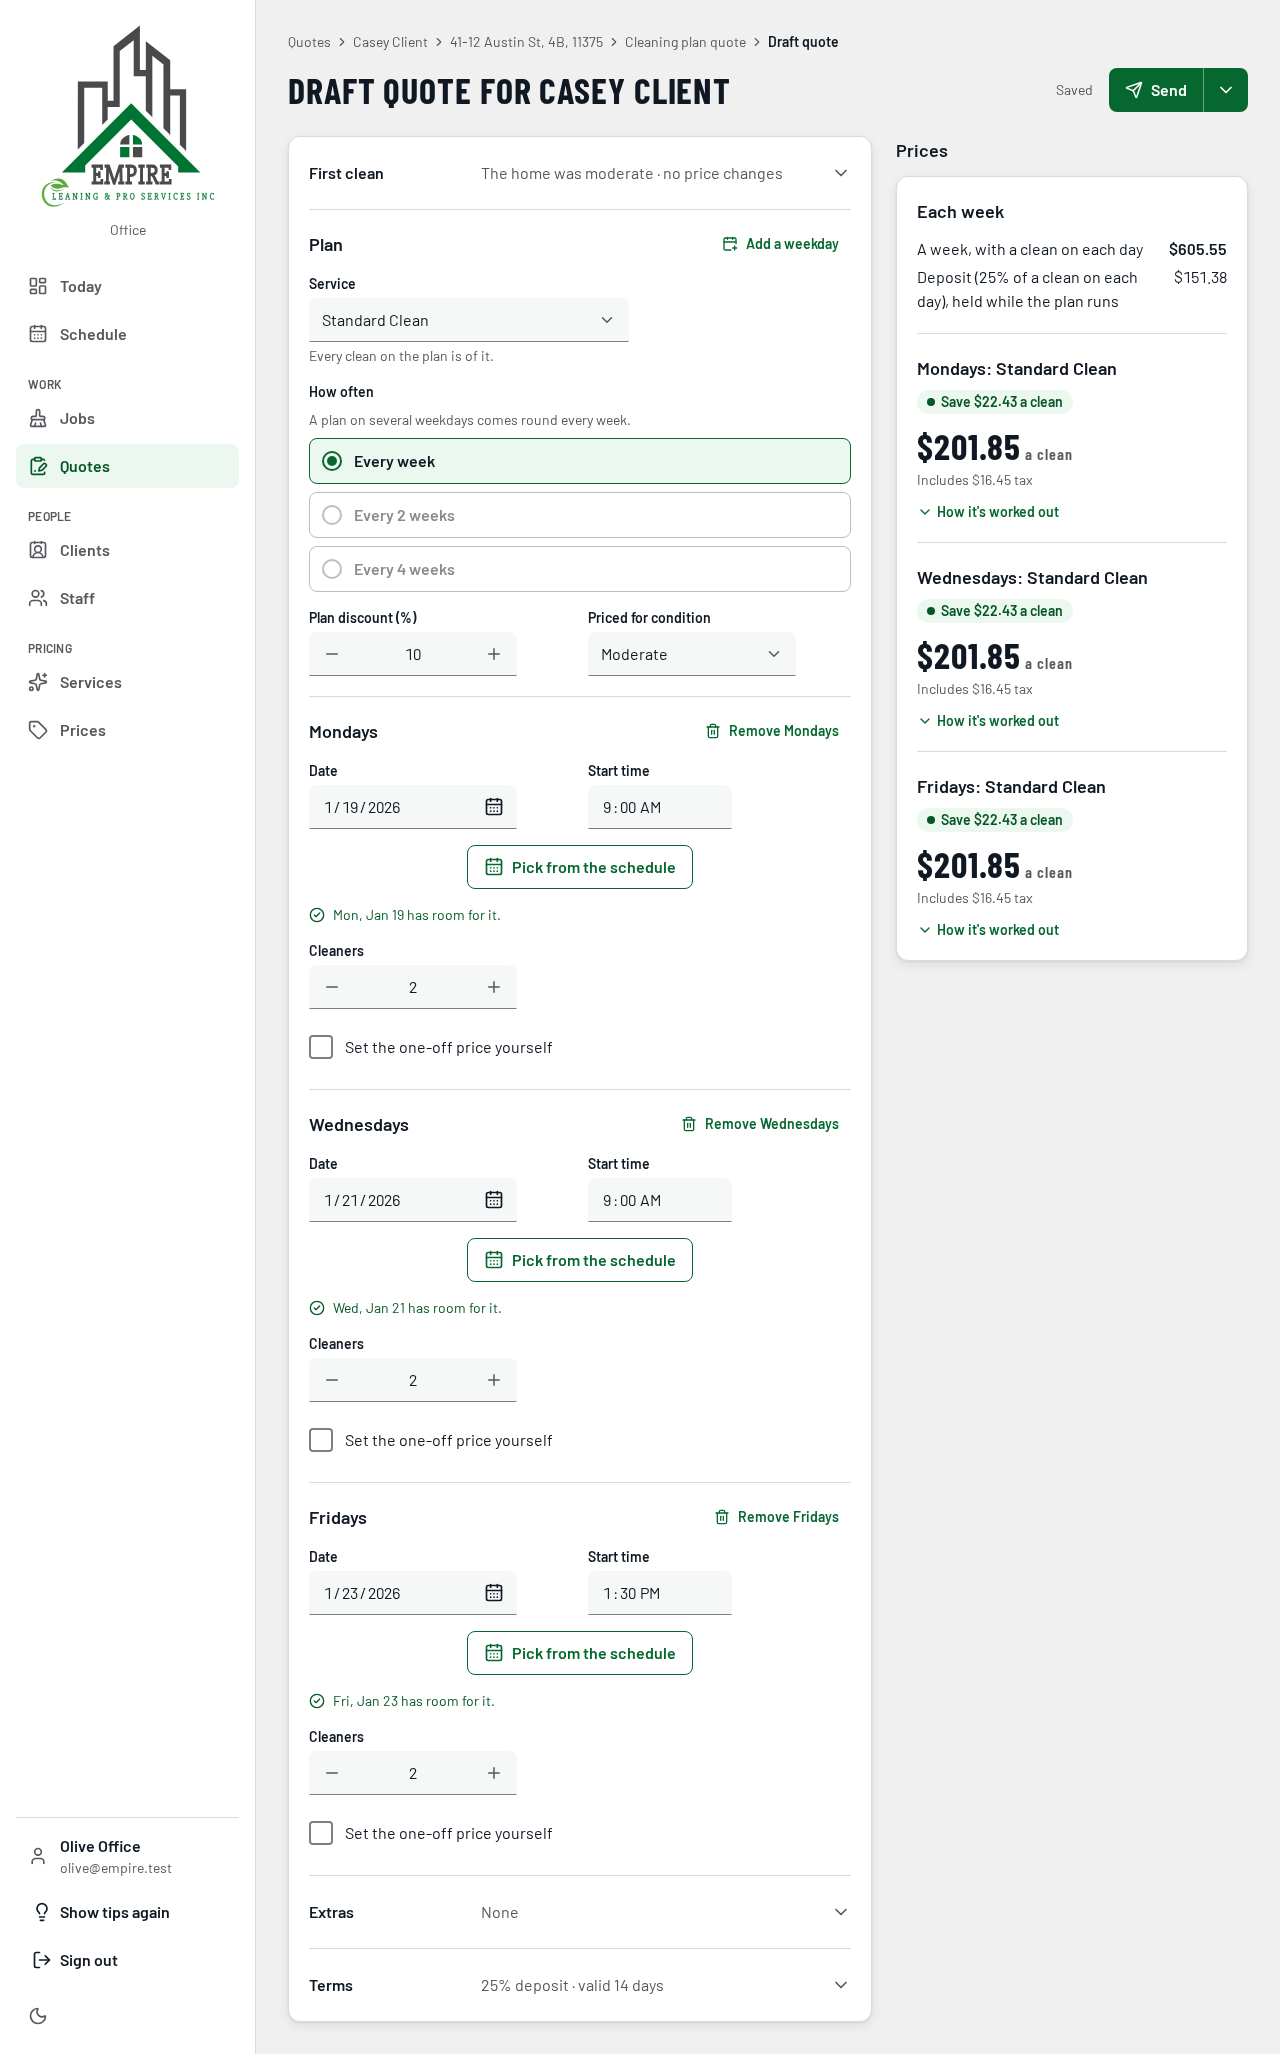 EMPIRE
LEANING & PRO SERVICES INC
Office
Today
Schedule
WORK
Jobs
Quotes
PEOPLE
Clients
Staff
PRICING
Services
Prices
Olive Office
olive@empire.test
Show tips again
Sign out
Quotes > Casey Client > 41-12 Austin St, 4B, 11375 > Cleaning plan quote > Draft quote
DRAFT QUOTE FOR CASEY CLIENT
Saved
Send
First clean
The home was moderate · no price changes
Plan
Add a weekday
Service
Standard Clean
Every clean on the plan is of it.
How often
A plan on several weekdays comes round every week.
Every week
Every 2 weeks
Every 4 weeks
Plan discount (%)
Priced for condition
10
Moderate
Mondays
Remove Mondays
Date
Start time
1/19/2026
9:00 AM
Pick from the schedule
Mon, Jan 19 has room for it.
Cleaners
2
Set the one-off price yourself
Wednesdays
Remove Wednesdays
Date
Start time
1/21/2026
9:00 AM
Pick from the schedule
Wed, Jan 21 has room for it.
Cleaners
2
Set the one-off price yourself
Fridays
Remove Fridays
Date
Start time
1/23/2026
1:30 PM
Pick from the schedule
Fri, Jan 23 has room for it.
Cleaners
2
Set the one-off price yourself
Extras
None
Terms
25% deposit · valid 14 days
Prices
Each week
A week, with a clean on each day $605.55
Deposit (25% of a clean on each $151.38
day), held while the plan runs
Mondays: Standard Clean
Save $22.43 a clean
$201.85 a clean
Includes $16.45 tax
How it's worked out
Wednesdays: Standard Clean
Save $22.43 a clean
$201.85 a clean
Includes $16.45 tax
How it's worked out
Fridays: Standard Clean
Save $22.43 a clean
$201.85 a clean
Includes $16.45 tax
How it's worked out